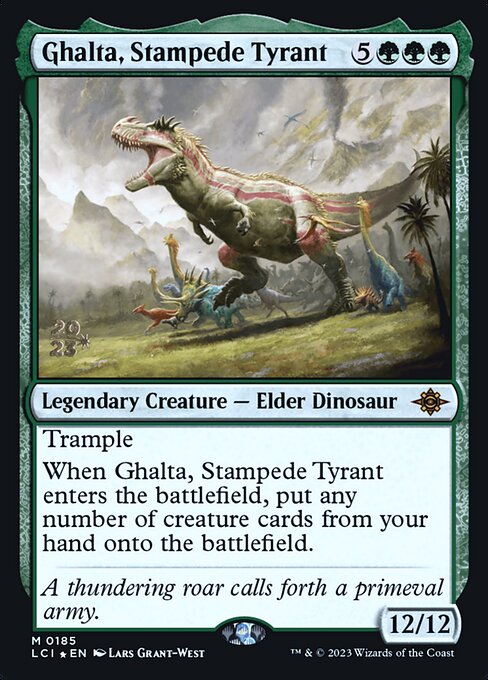 Ghalta, Stampede Tyrant 5
2023
Legendary Creature — Elder Dinosaur
Trample
When Ghalta, Stampede Tyrant
enters the battlefield, put any
number of creature cards from your
hand onto the battlefield.
A thundering roar calls forth a primeval
army.
12/12
M 0185
LCI ★ EN Lars Grant-West
™ & © 2023 Wizards of the Coast